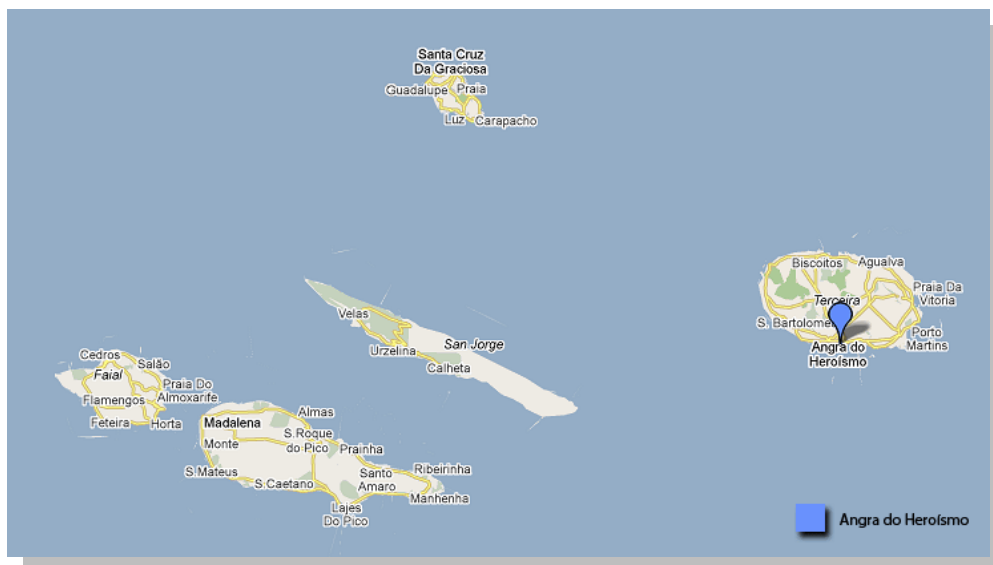 Santa Cruz
Da Graciosa
Guadalupe
Praia
Luz
Carapacho
Biscoitos
Agualva
Praia Da
Vitoria
Terceira
S. Bartolome
Porto
Martins
Angra do
Heroísmo
Velas
Urzelina
San Jorge
Calheta
Cedros
Salão
Faial
Praia Do
Almoxarife
Flamengos
Feteira
Horta
Almas
Madalena
S.Roque
do Pico
Monte
Prainha
S.Mateus
S.Caetano
Santo
Amaro
Ribeirinha
Manhenha
Lajes
Do Pico
Angra do Heroísmo